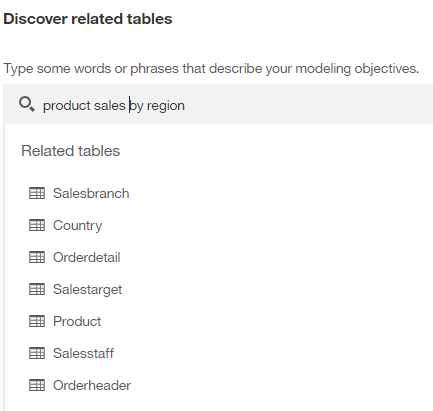 Discover related tables
Type some words or phrases that describe your modeling objectives.
product sales by region
Related tables
Salesbranch
Country
Orderdetail
Salestarget
Product
Salesstaff
Orderheader